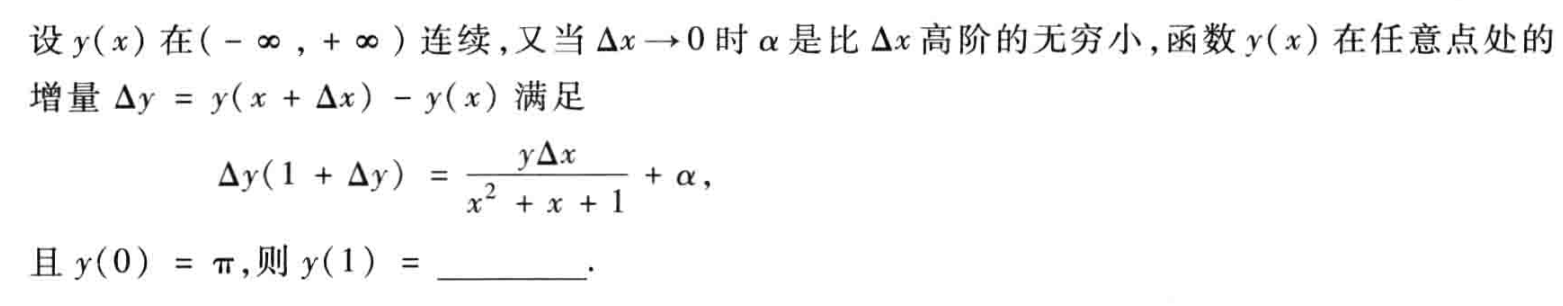 设 y(x) 在(-∞, +∞) 连续,又当 Δx→0 时 α 是比 Δx 高阶的无穷小,函数 y(x) 在任意点处的
增量 Δy = y(x + Δx) - y(x) 满足
Δy(1 + Δy) = \frac{yΔx}{x^2 + x + 1} + α,
且 y(0) = π,则 y(1) = ________.